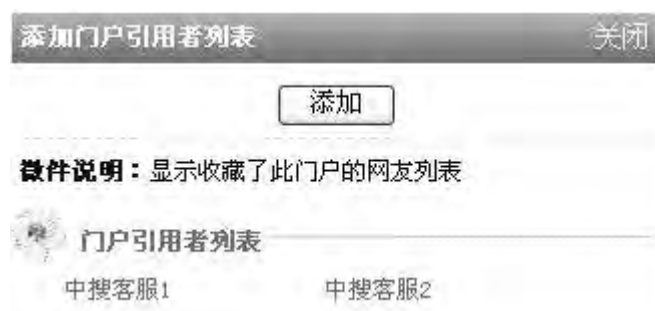 添加门户引用者列表 关闭
添加
微件说明：显示收藏了此门户的网友列表
门户引用者列表
中搜客服1 中搜客服2